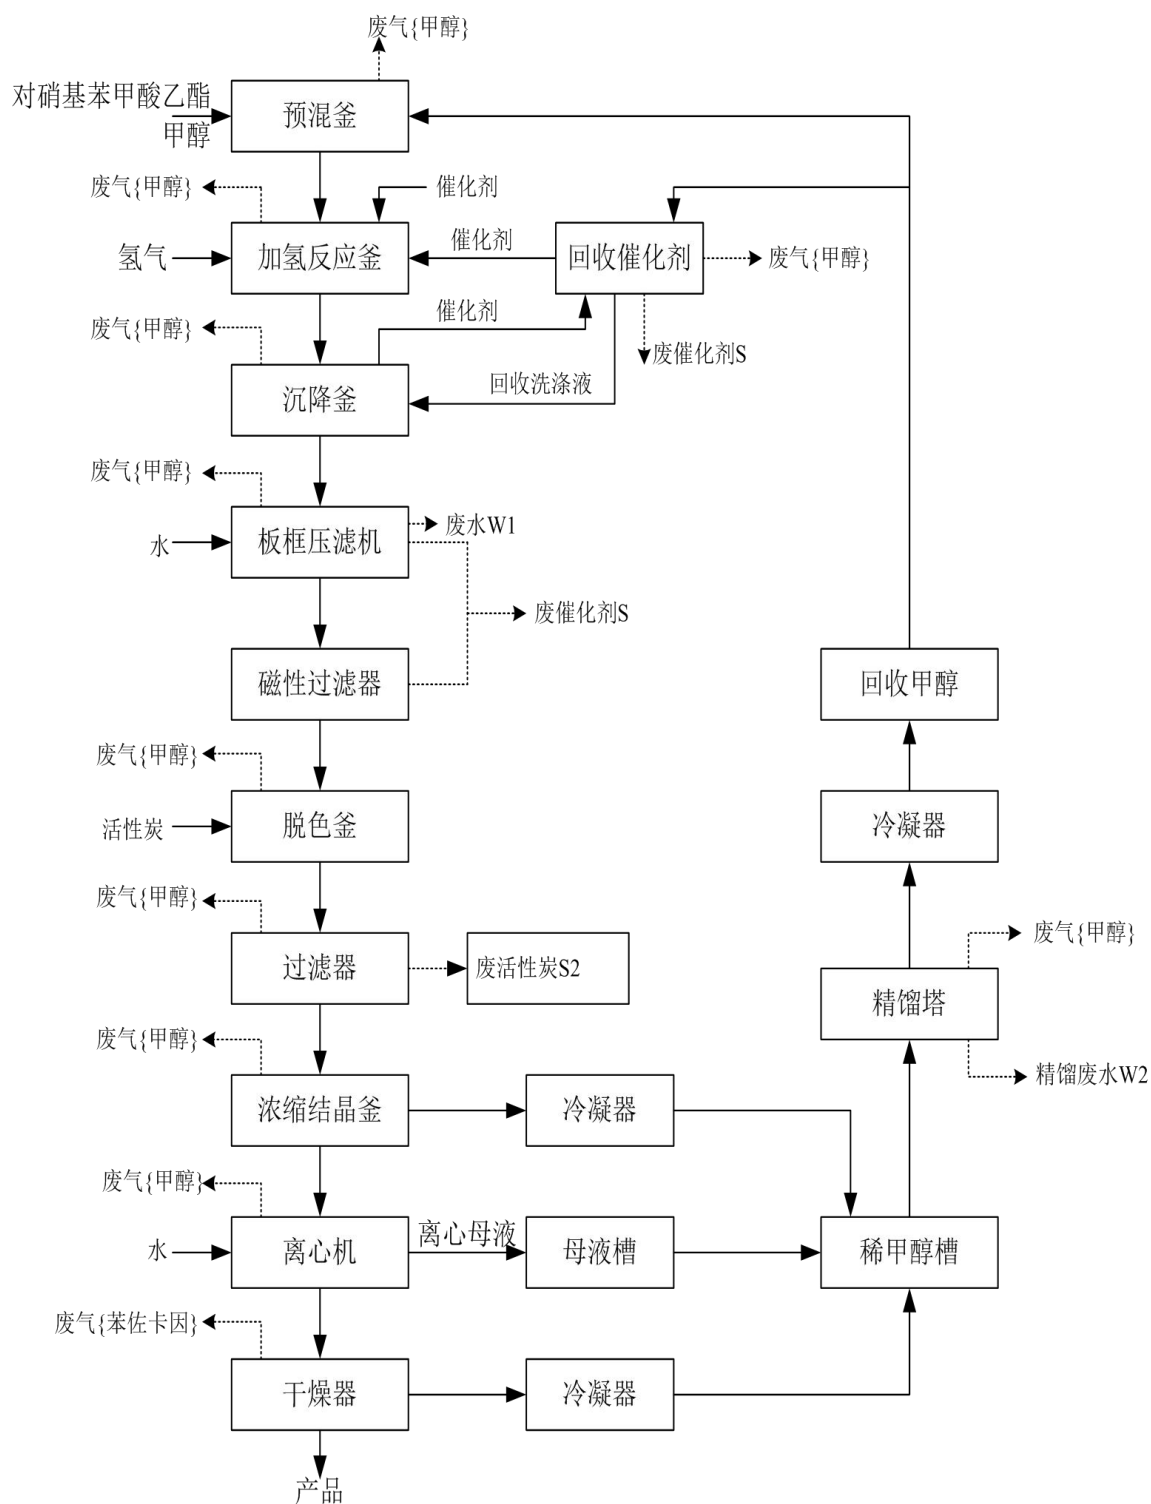 废气{甲醇}
对硝基苯甲酸乙酯
甲醇
预混釜
废气{甲醇}
催化剂
氢气
加氢反应釜
催化剂
回收催化剂
废气{甲醇}
废气{甲醇}
催化剂
废催化剂S
沉降釜
回收洗涤液
废气{甲醇}
水
板框压滤机
废水W1
废催化剂S
磁性过滤器
回收甲醇
废气{甲醇}
活性炭
脱色釜
冷凝器
废气{甲醇}
过滤器
废活性炭S2
废气{甲醇}
精馏塔
精馏废水W2
废气{甲醇}
浓缩结晶釜
冷凝器
废气{甲醇}
水
离心机
离心母液
母液槽
稀甲醇槽
废气{苯佐卡因}
干燥器
冷凝器
产品